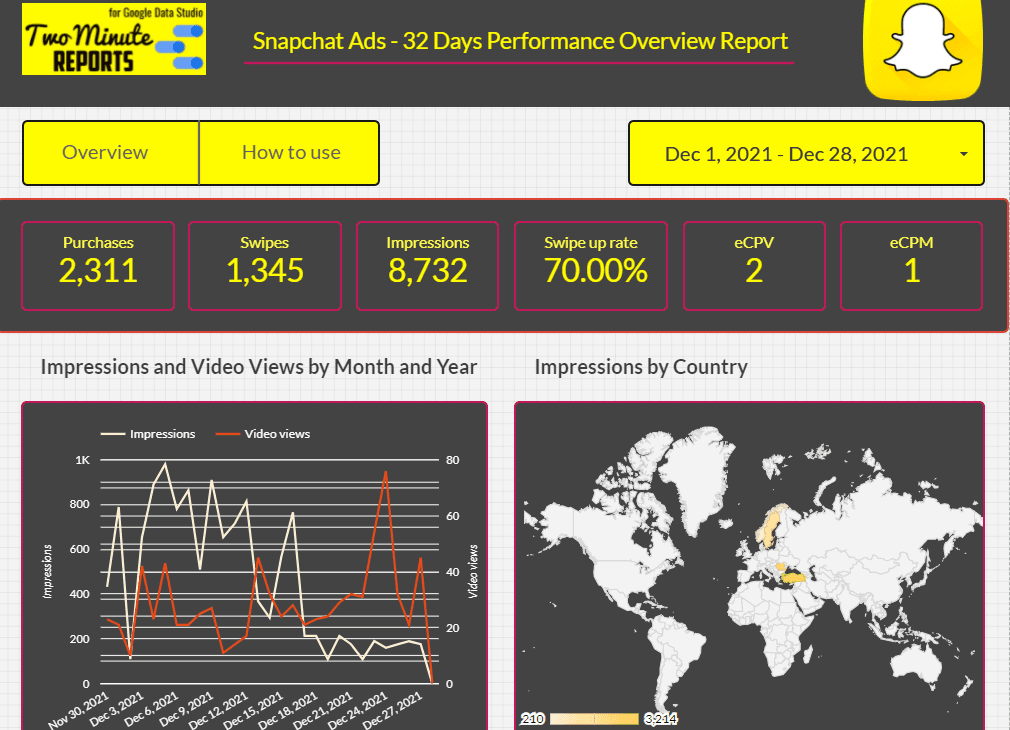 for Google Data Studio
Two Minute
REPORTS
Snapchat Ads - 32 Days Performance Overview Report
Overview
How to use
Dec 1, 2021 - Dec 28, 2021
Purchases
2,311
Swipes
1,345
Impressions
8,732
Swipe up rate
70.00%
eCPV
2
eCPM
1
Impressions and Video Views by Month and Year
Impressions by Country
Impressions
Video views
1K
800
600
400
200
0
Impressions
80
60
40
20
0
Video views
Nov 30, 2021
Dec 3, 2021
Dec 6, 2021
Dec 9, 2021
Dec 12, 2021
Dec 15, 2021
Dec 18, 2021
Dec 21, 2021
Dec 24, 2021
Dec 27, 2021
210
3,214